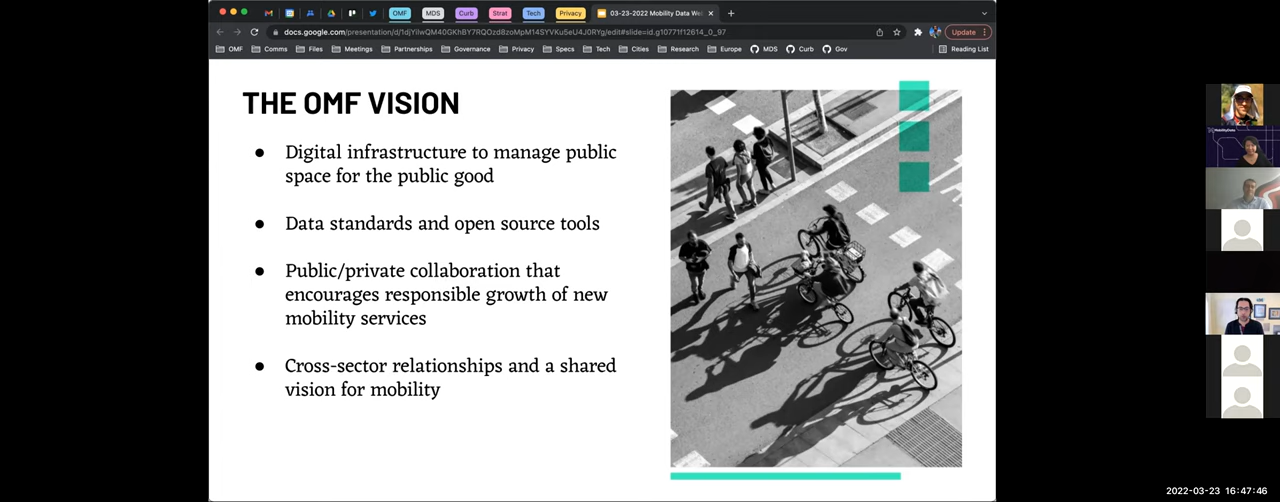 OMF
MDS
Curb
Strat
Tech
Privacy
03-23-2022 Mobility Data We
docs.google.com/presentation/d/1djYilwQM40GKhBY7RQOzd8zoMpM14SYVKu5eU4J0RYg/edit#slide=id.g10771f12614_0_97
Update
OMF Comms Files Meetings Partnerships Governance Privacy Specs Tech Cities Research Europe MDS Curb Gov Reading List
THE OMF VISION
● Digital infrastructure to manage public
space for the public good
● Data standards and open source tools
● Public/private collaboration that
encourages responsible growth of new
mobility services
● Cross-sector relationships and a shared
vision for mobility
MobilityData
2022-03-23 16:47:46